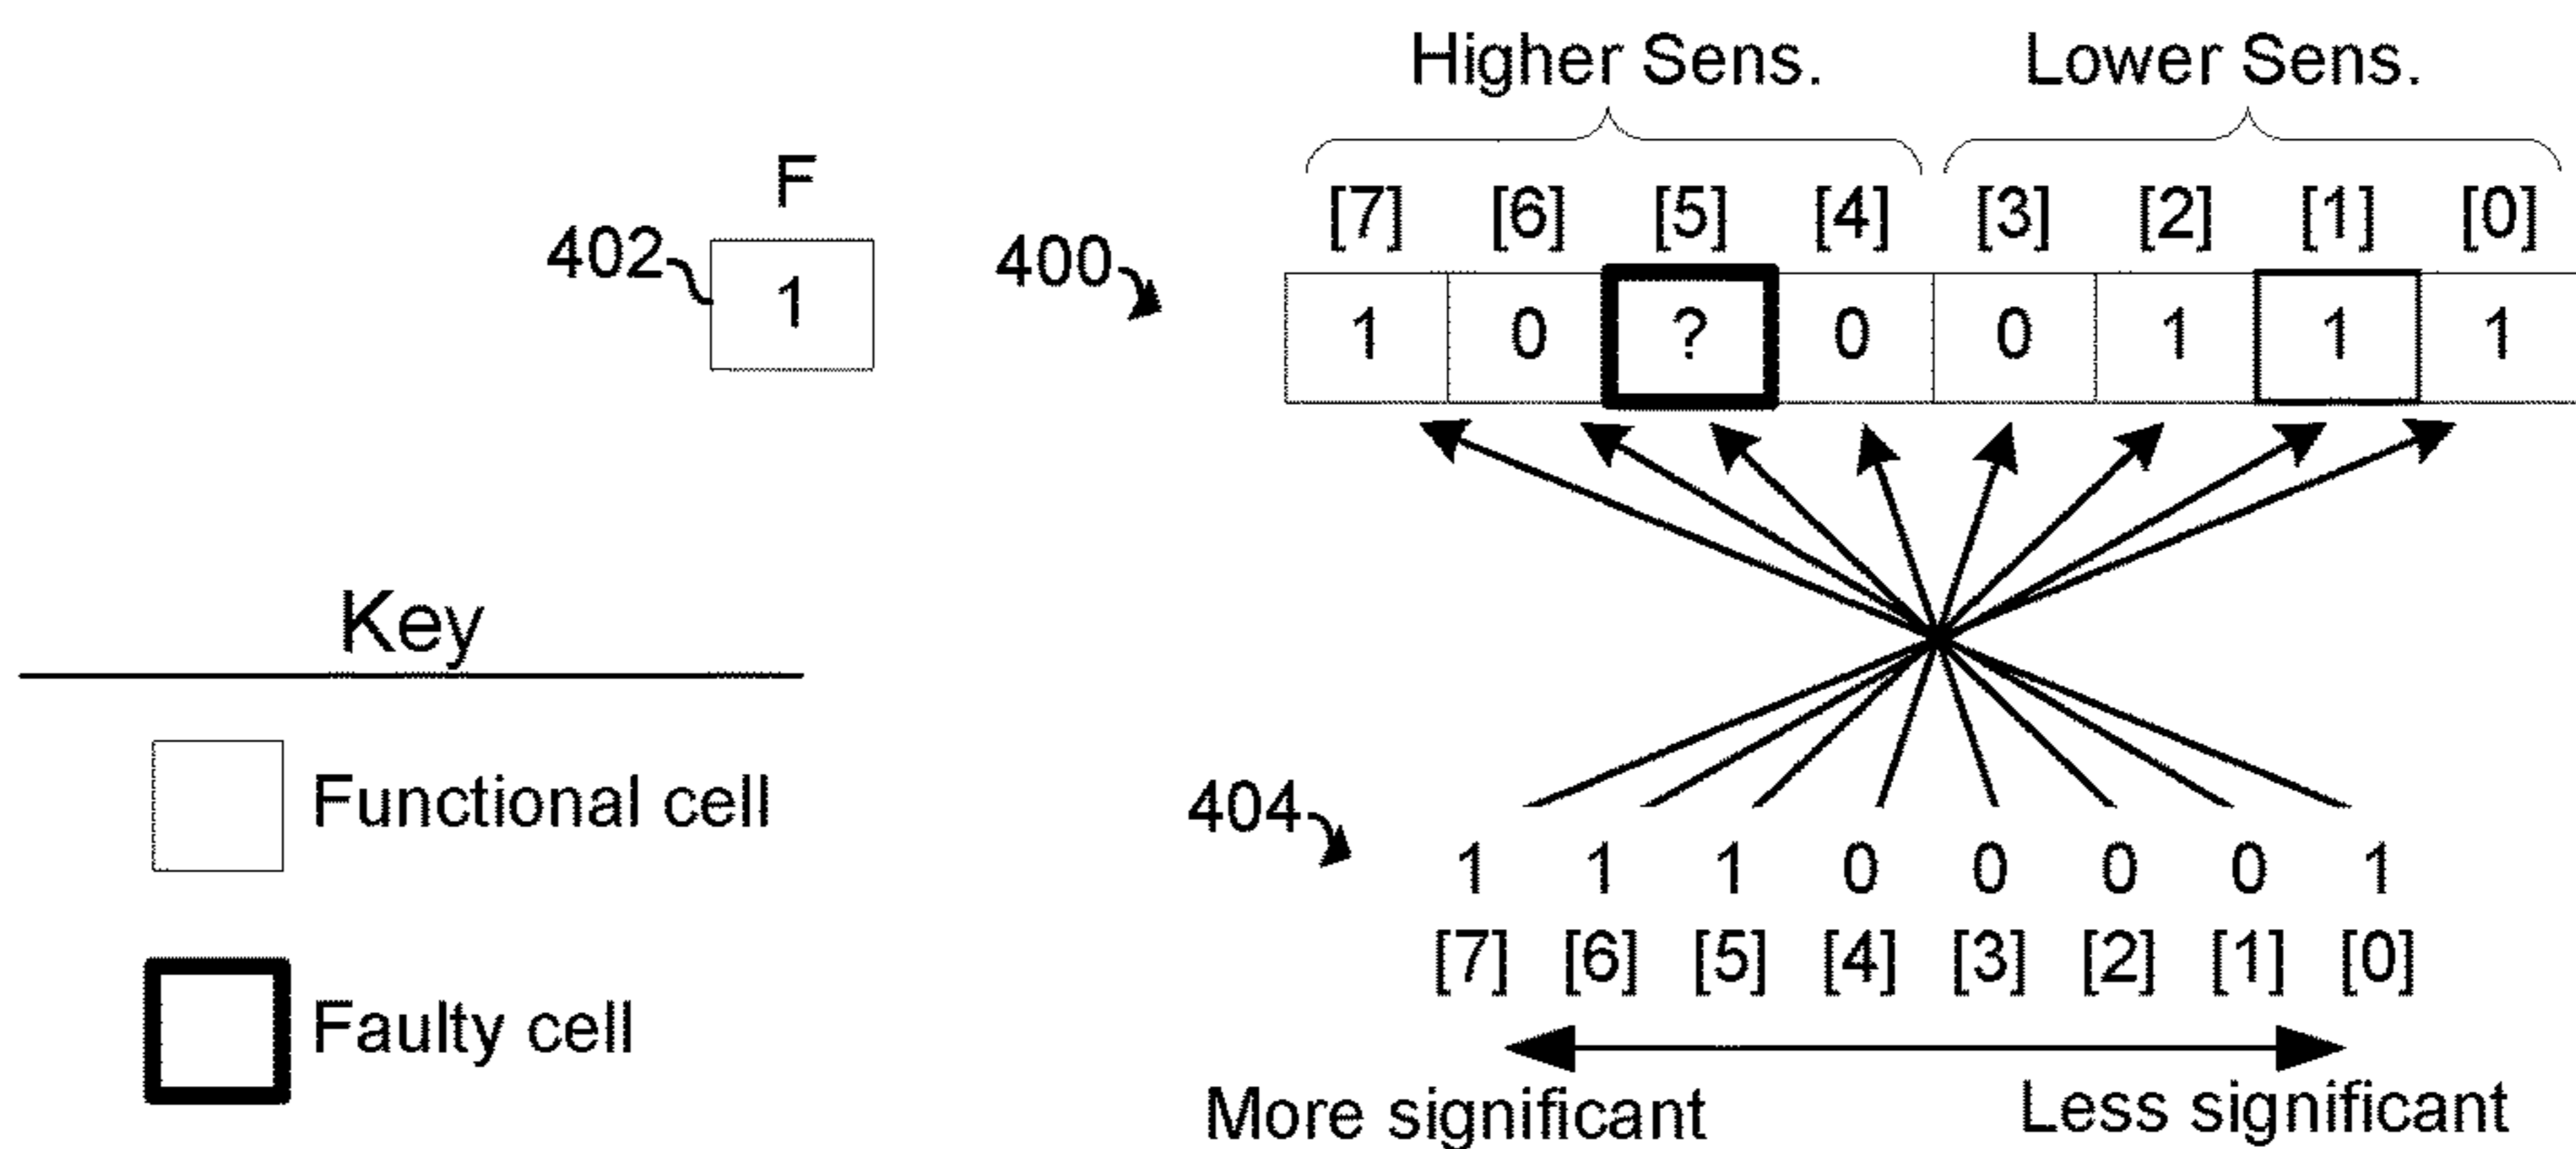 Higher Sens. Lower Sens.
F
[7] [6] [5] [4] [3] [2] [1] [0]
402 1 400 1 0 ? 0 0 1 1 1
Key
Functional cell
404 1 1 1 0 0 0 0 1
[7] [6] [5] [4] [3] [2] [1] [0]
Faulty cell
More significant Less significant